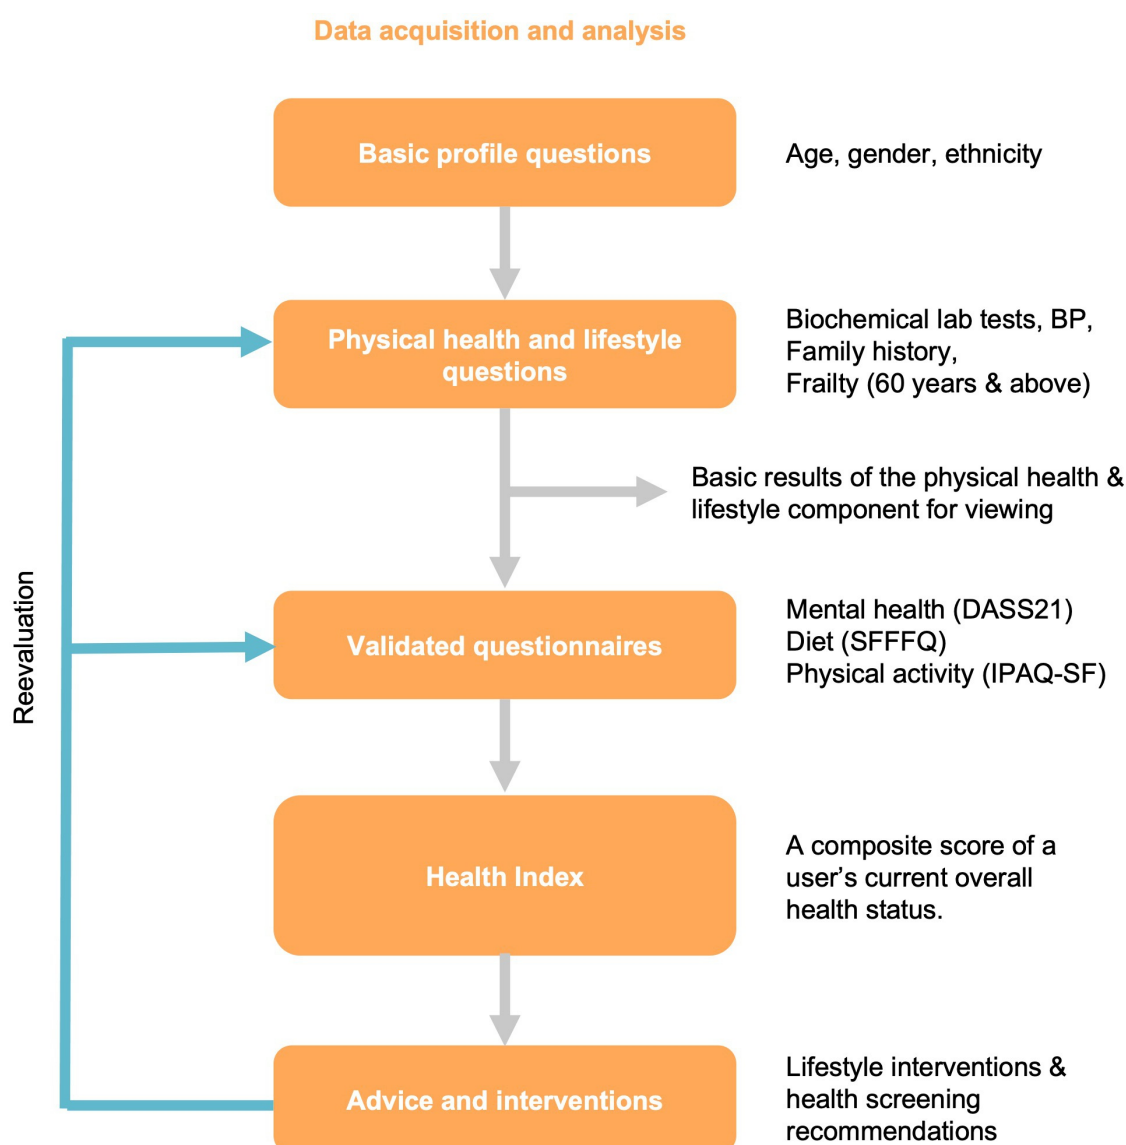 Data acquisition and analysis
Basic profile questions
Age, gender, ethnicity
Physical health and lifestyle
questions
Biochemical lab tests, BP,
Family history,
Frailty (60 years & above)
Basic results of the physical health &
lifestyle component for viewing
Reevaluation
Validated questionnaires
Mental health (DASS21)
Diet (SFFFQ)
Physical activity (IPAQ-SF)
Health Index
A composite score of a
user’s current overall
health status.
Advice and interventions
Lifestyle interventions &
health screening
recommendations